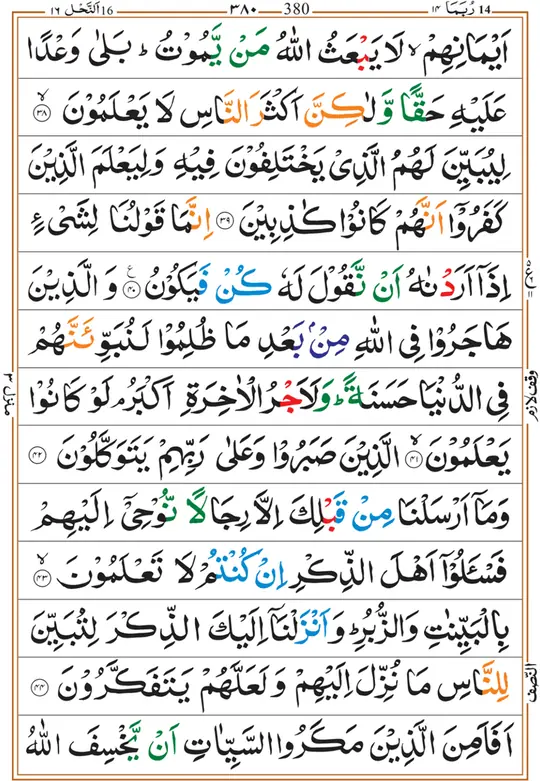 14 رُبَمَا ۱۴ 380 ۳۸۰ 16 اَلنَّحْل ۱۶
اَيْمَانِهِمْ ۙ لَا يَبْعَثُ اللّٰهُ مَنْ يَّمُوْتُ ؕ بَلٰى وَعْدًا
عَلَيْهِ حَقًّا وَّلٰكِنَّ اَكْثَرَ النَّاسِ لَا يَعْلَمُوْنَ ۙ ﴿۳۸﴾
لِيُبَيِّنَ لَهُمُ الَّذِىْ يَخْتَلِفُوْنَ فِيْهِ وَلِيَعْلَمَ الَّذِيْنَ
كَفَرُوْۤا اَنَّهُمْ كَانُوْا كٰذِبِيْنَ ﴿۳۹﴾ اِنَّمَا قَوْلُنَا لِشَىْءٍ
اِذَاۤ اَرَدْنٰهُ اَنْ نَّقُوْلَ لَهٗ كُنْ فَيَكُوْنُ ﴿۴۰﴾ ع وَ الَّذِيْنَ
هَاجَرُوْا فِى اللّٰهِ مِنْۢ بَعْدِ مَا ظُلِمُوْا لَنُبَوِّئَنَّهُمْ
فِى الدُّنْيَا حَسَنَةً ؕ وَلَاَجْرُ الْاٰخِرَةِ اَكْبَرُ ۘ لَوْ كَانُوْا
يَعْلَمُوْنَ ۙ ﴿۴۱﴾ الَّذِيْنَ صَبَرُوْا وَعَلٰى رَبِّهِمْ يَتَوَكَّلُوْنَ ﴿۴۲﴾
وَمَاۤ اَرْسَلْنَا مِنْ قَبْلِكَ اِلَّا رِجَالًا نُّوْحِىْۤ اِلَيْهِمْ
فَسْـَٔلُوْۤا اَهْلَ الذِّكْرِ اِنْ كُنْتُمْ لَا تَعْلَمُوْنَ ۙ ﴿۴۳﴾
بِالْبَيِّنٰتِ وَالزُّبُرِ ؕ وَاَنْزَلْنَاۤ اِلَيْكَ الذِّكْرَ لِتُبَيِّنَ
لِلنَّاسِ مَا نُزِّلَ اِلَيْهِمْ وَلَعَلَّهُمْ يَتَفَكَّرُوْنَ ﴿۴۴﴾
اَفَاَمِنَ الَّذِيْنَ مَكَرُوا السَّيِّاٰتِ اَنْ يَّخْسِفَ اللّٰهُ
وقف لازم
النصف
منزل ۳